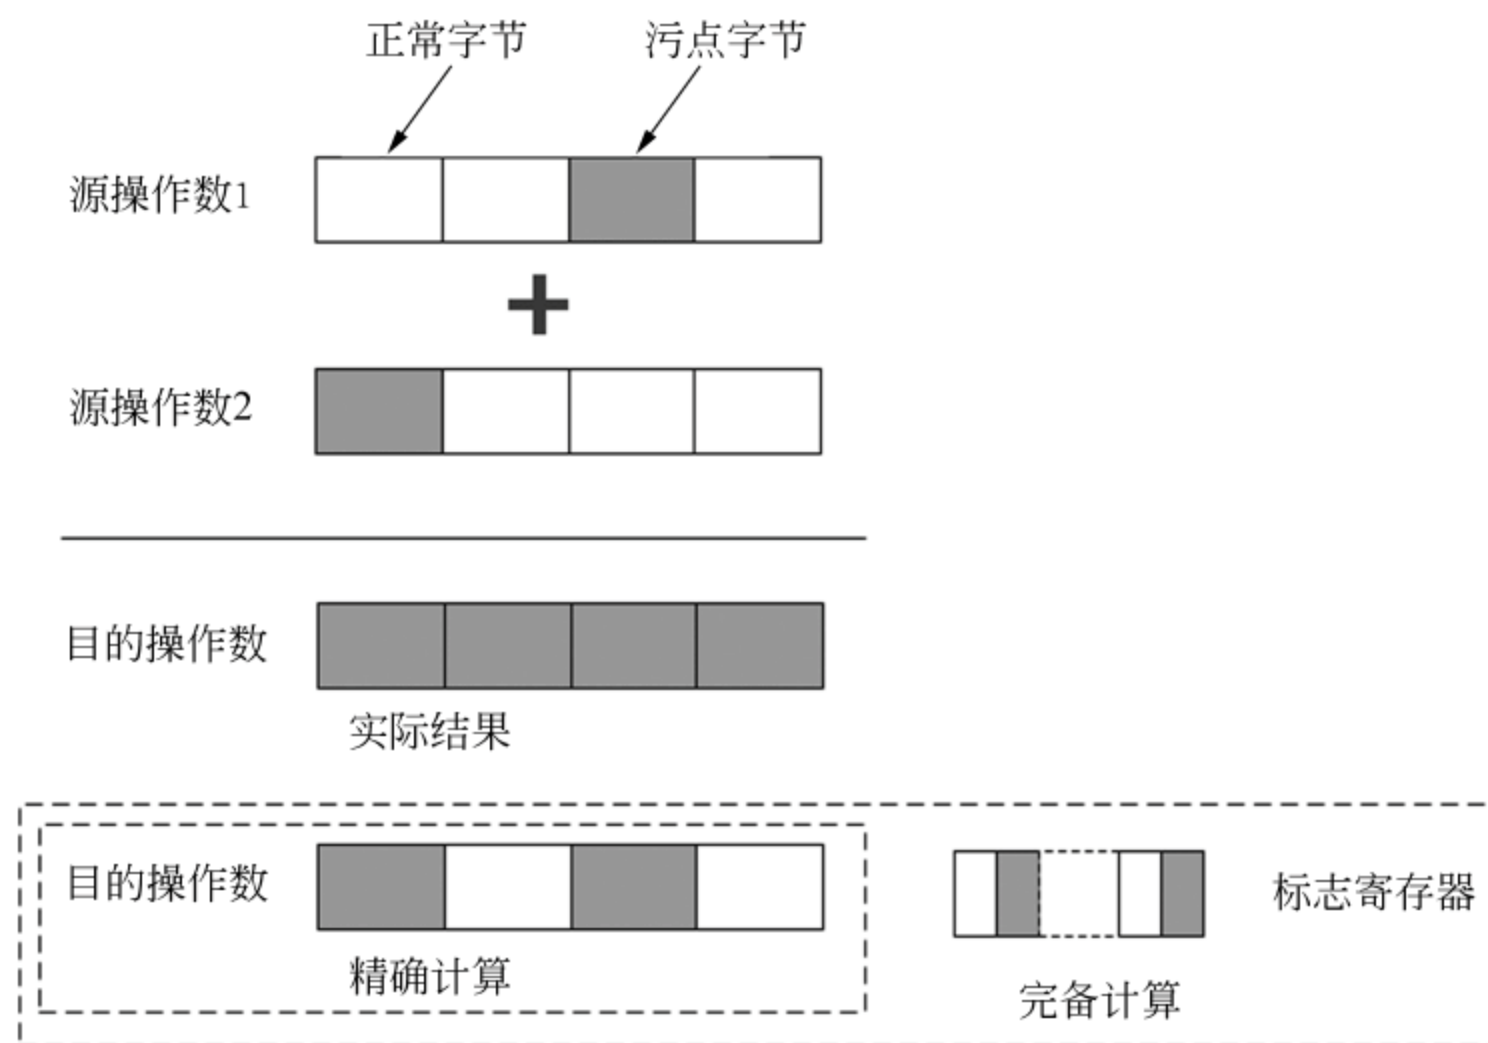 正常字节 污点字节
源操作数1
+
源操作数2
目的操作数
实际结果
目的操作数
标志寄存器
精确计算
完备计算